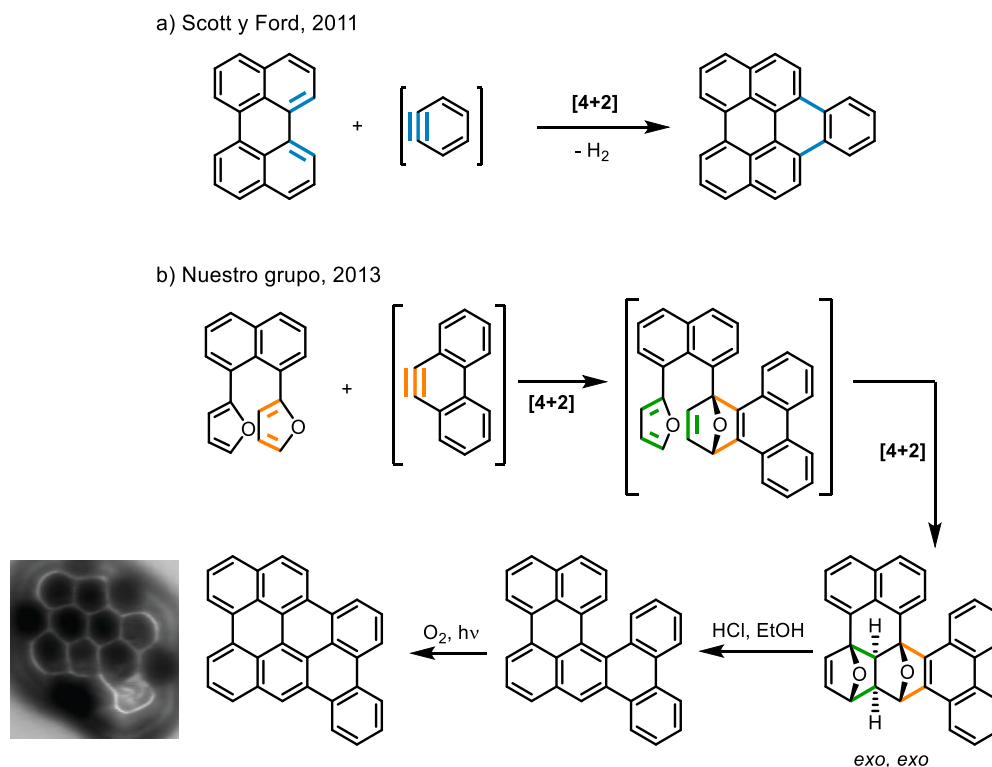 a) Scott y Ford, 2011
+
[4+2]
- H2
b) Nuestro grupo, 2013
O
O
+
[4+2]
O
O
[4+2]
O2, hν
HCl, EtOH
H
O
O
H
exo, exo